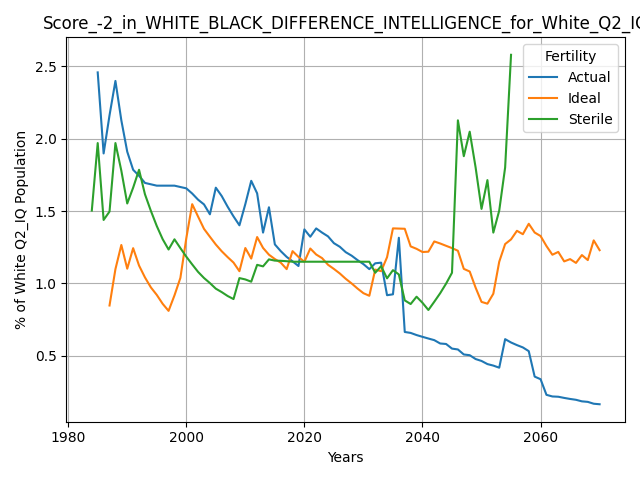 Score_-2_in_WHITE_BLACK_DIFFERENCE_INTELLIGENCE_for_White_Q2_IQ
Fertility
Actual
Ideal
Sterile
% of White Q2_IQ Population
2.5
2.0
1.5
1.0
0.5
1980 2000 2020 2040 2060
Years